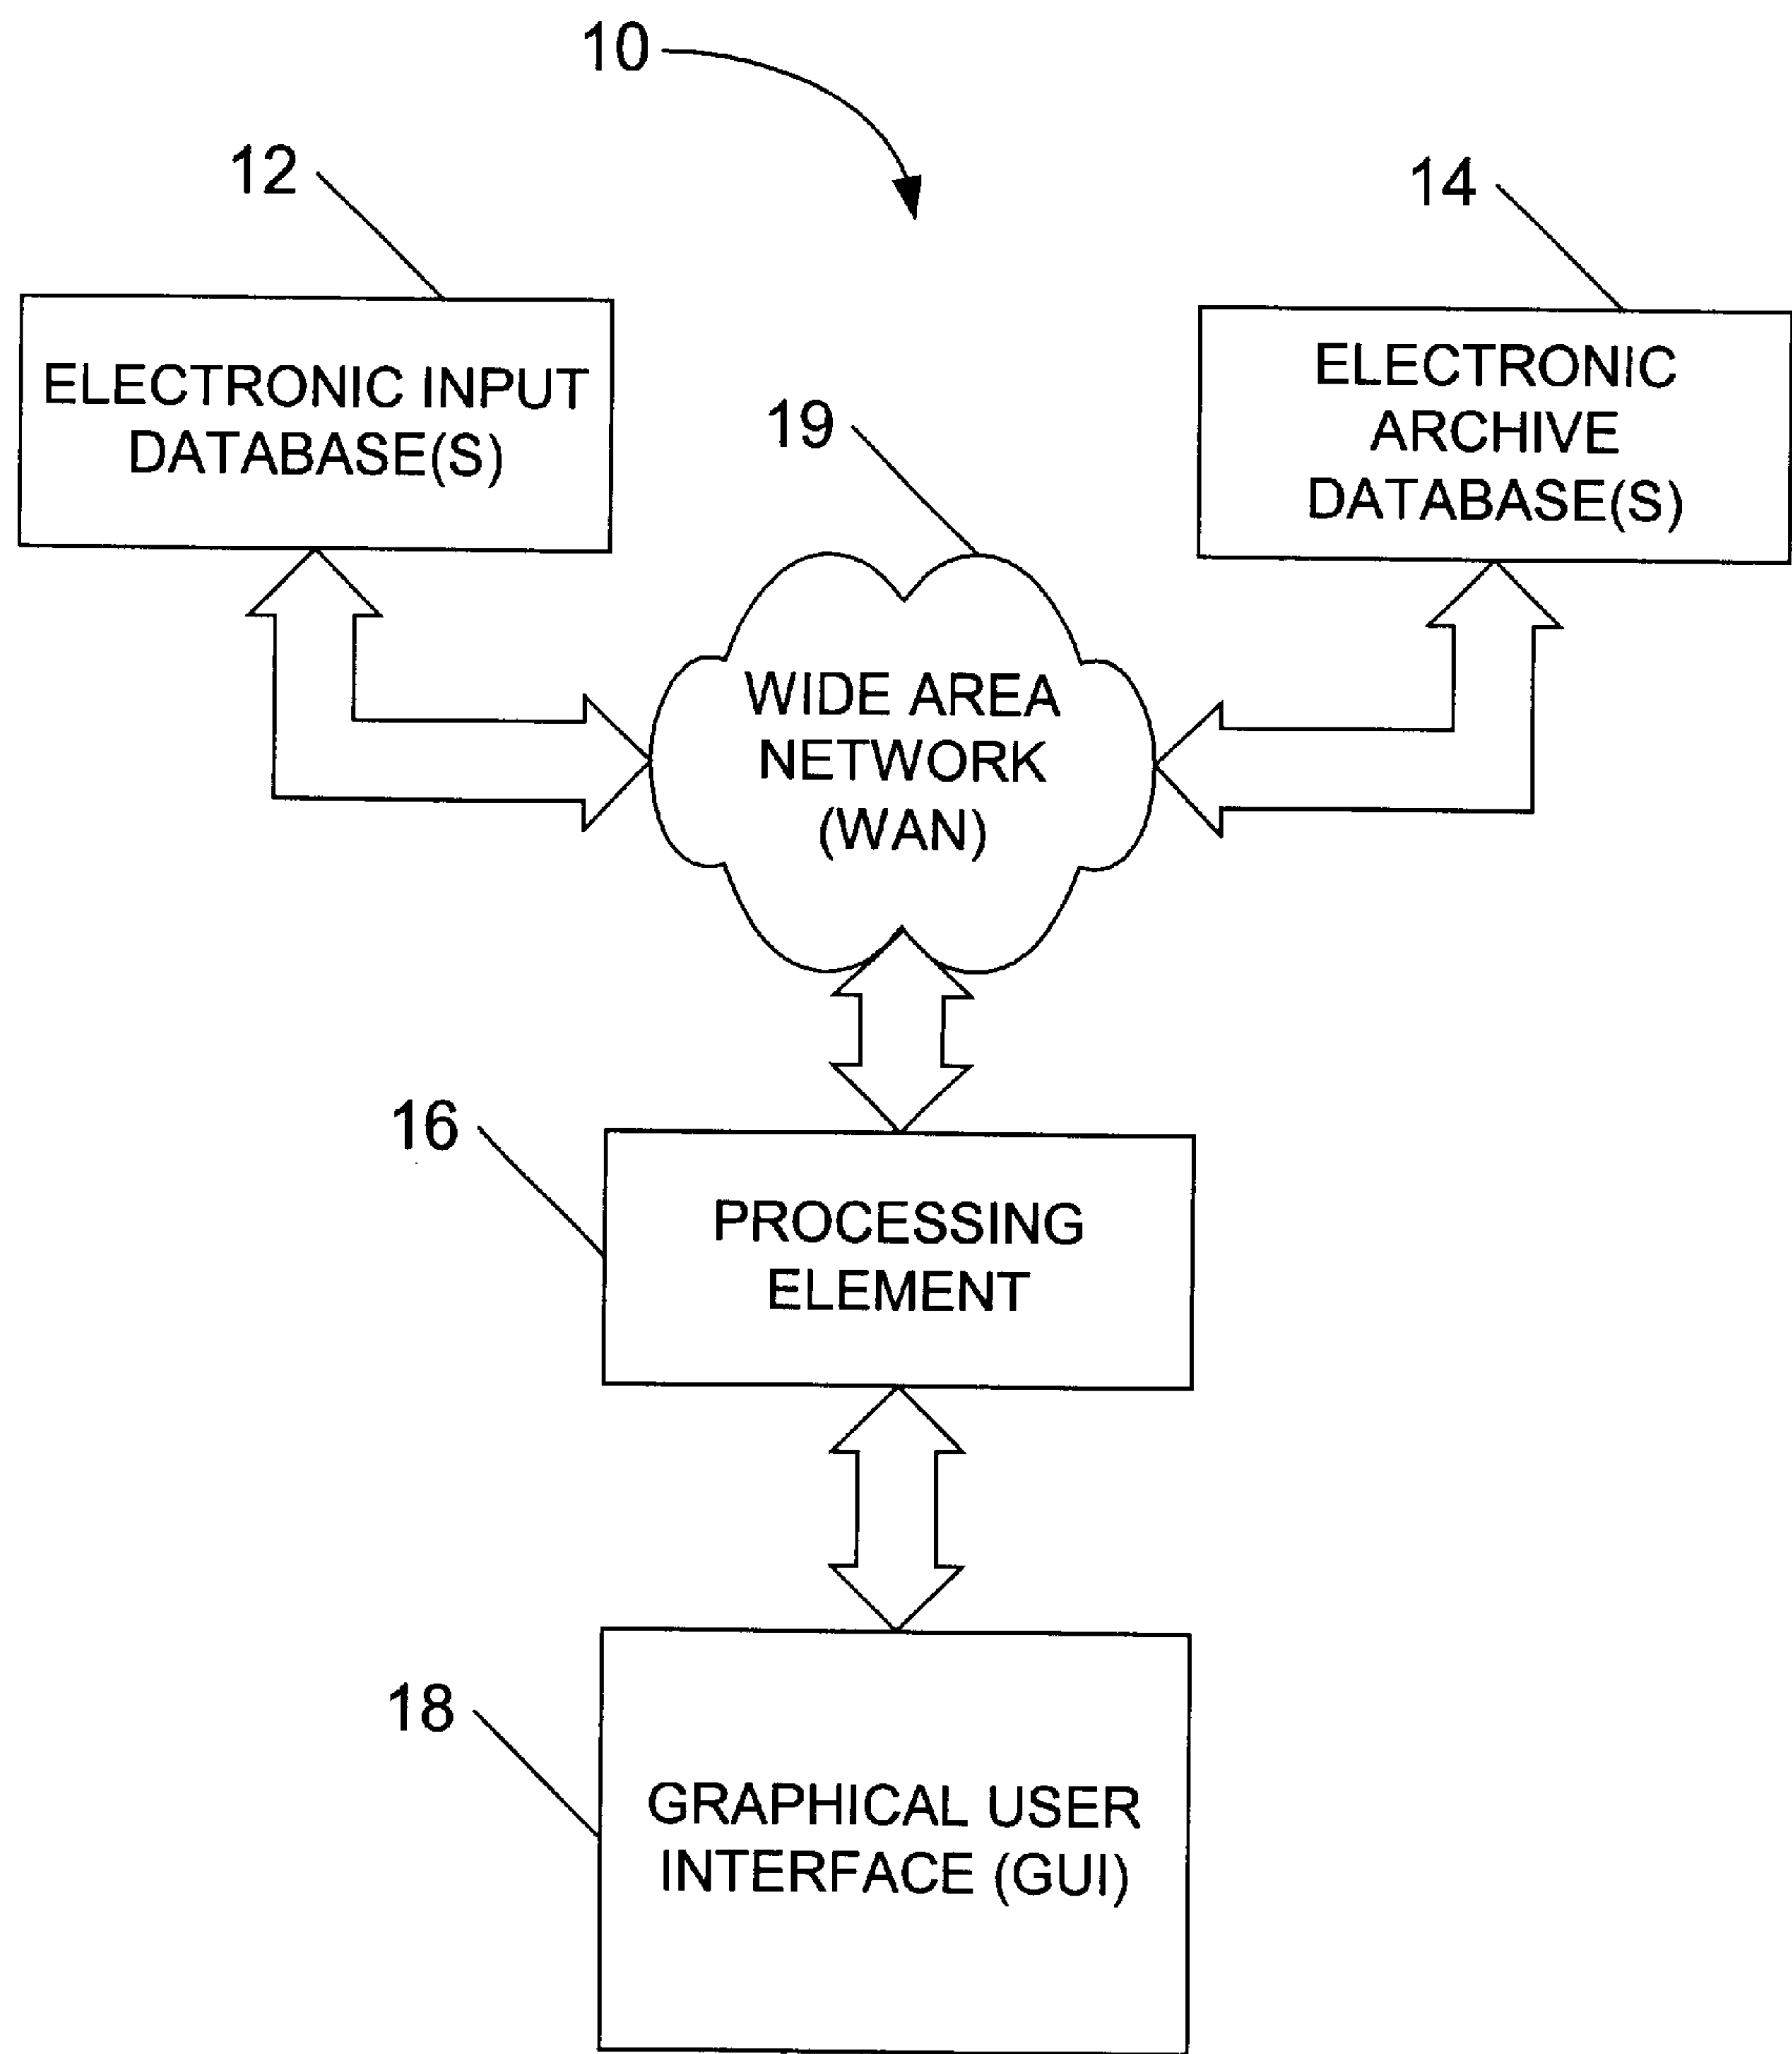 10
12
14
ELECTRONIC INPUT
DATABASE(S)
ELECTRONIC
ARCHIVE
DATABASE(S)
19
WIDE AREA
NETWORK
(WAN)
16
PROCESSING
ELEMENT
18
GRAPHICAL USER
INTERFACE (GUI)